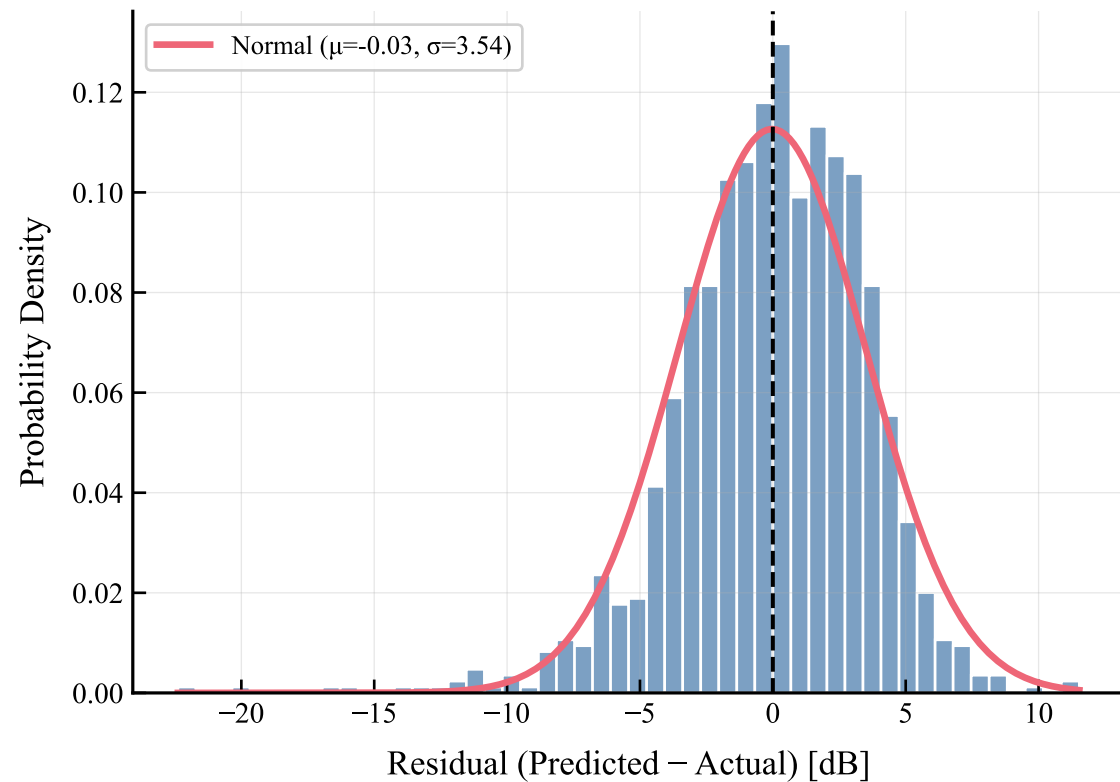 Normal (μ=-0.03, σ=3.54)
Probability Density
0.12
0.10
0.08
0.06
0.04
0.02
0.00
−20 −15 −10 −5 0 5 10
Residual (Predicted − Actual) [dB]